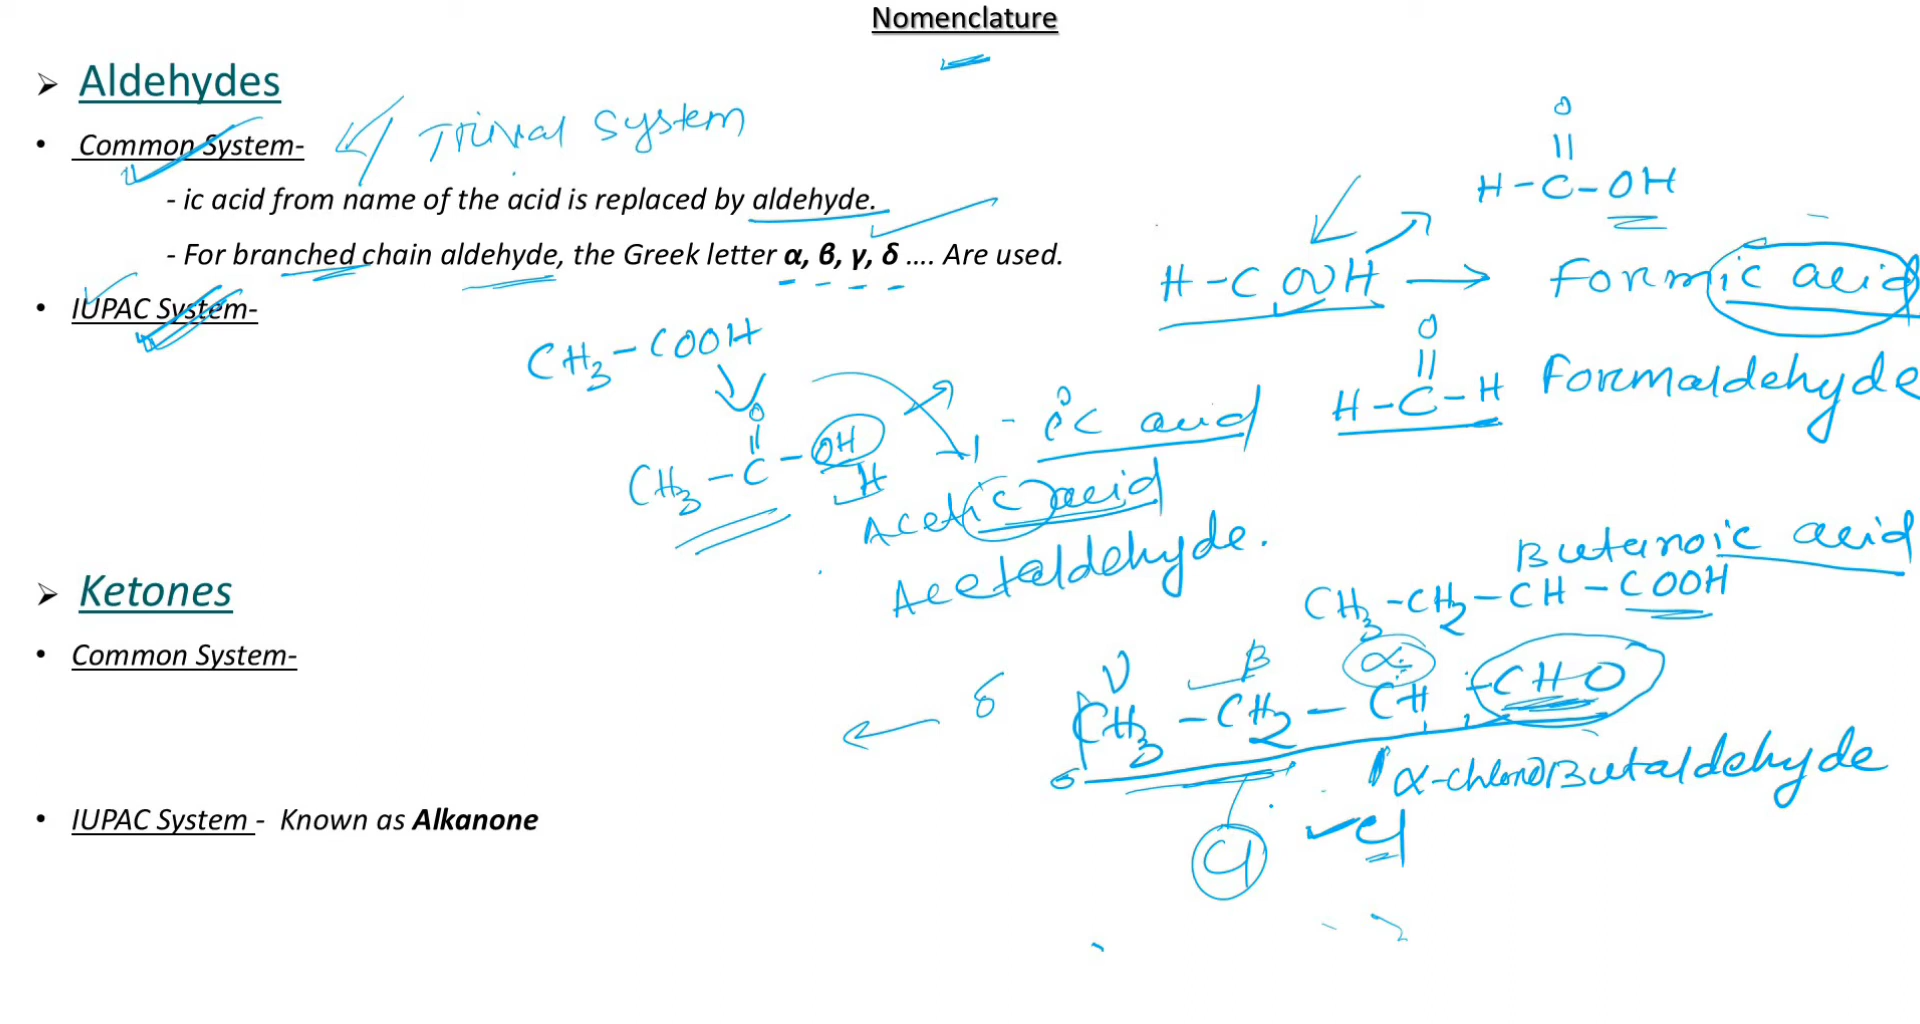 Nomenclature
➢ Aldehydes
• Common System-
Trivial System
- ic acid from name of the acid is replaced by aldehyde.
- For branched chain aldehyde, the Greek letter α, β, γ, δ .... Are used.
• IUPAC System-
O
||
H-C-OH
H-COOH → Formic acid
O
||
H-C-H Formaldehyde
CH3-COOH
O
||
CH3-C-OH
H
- ic acid
Acetic acid
Acetaldehyde.
Butanoic acid
CH3-CH2-CH-COOH
➢ Ketones
• Common System-
δ γ β α
CH3-CH2-CH-CHO
α-chloroButaldehyde
Cl
Cl
• IUPAC System - Known as Alkanone